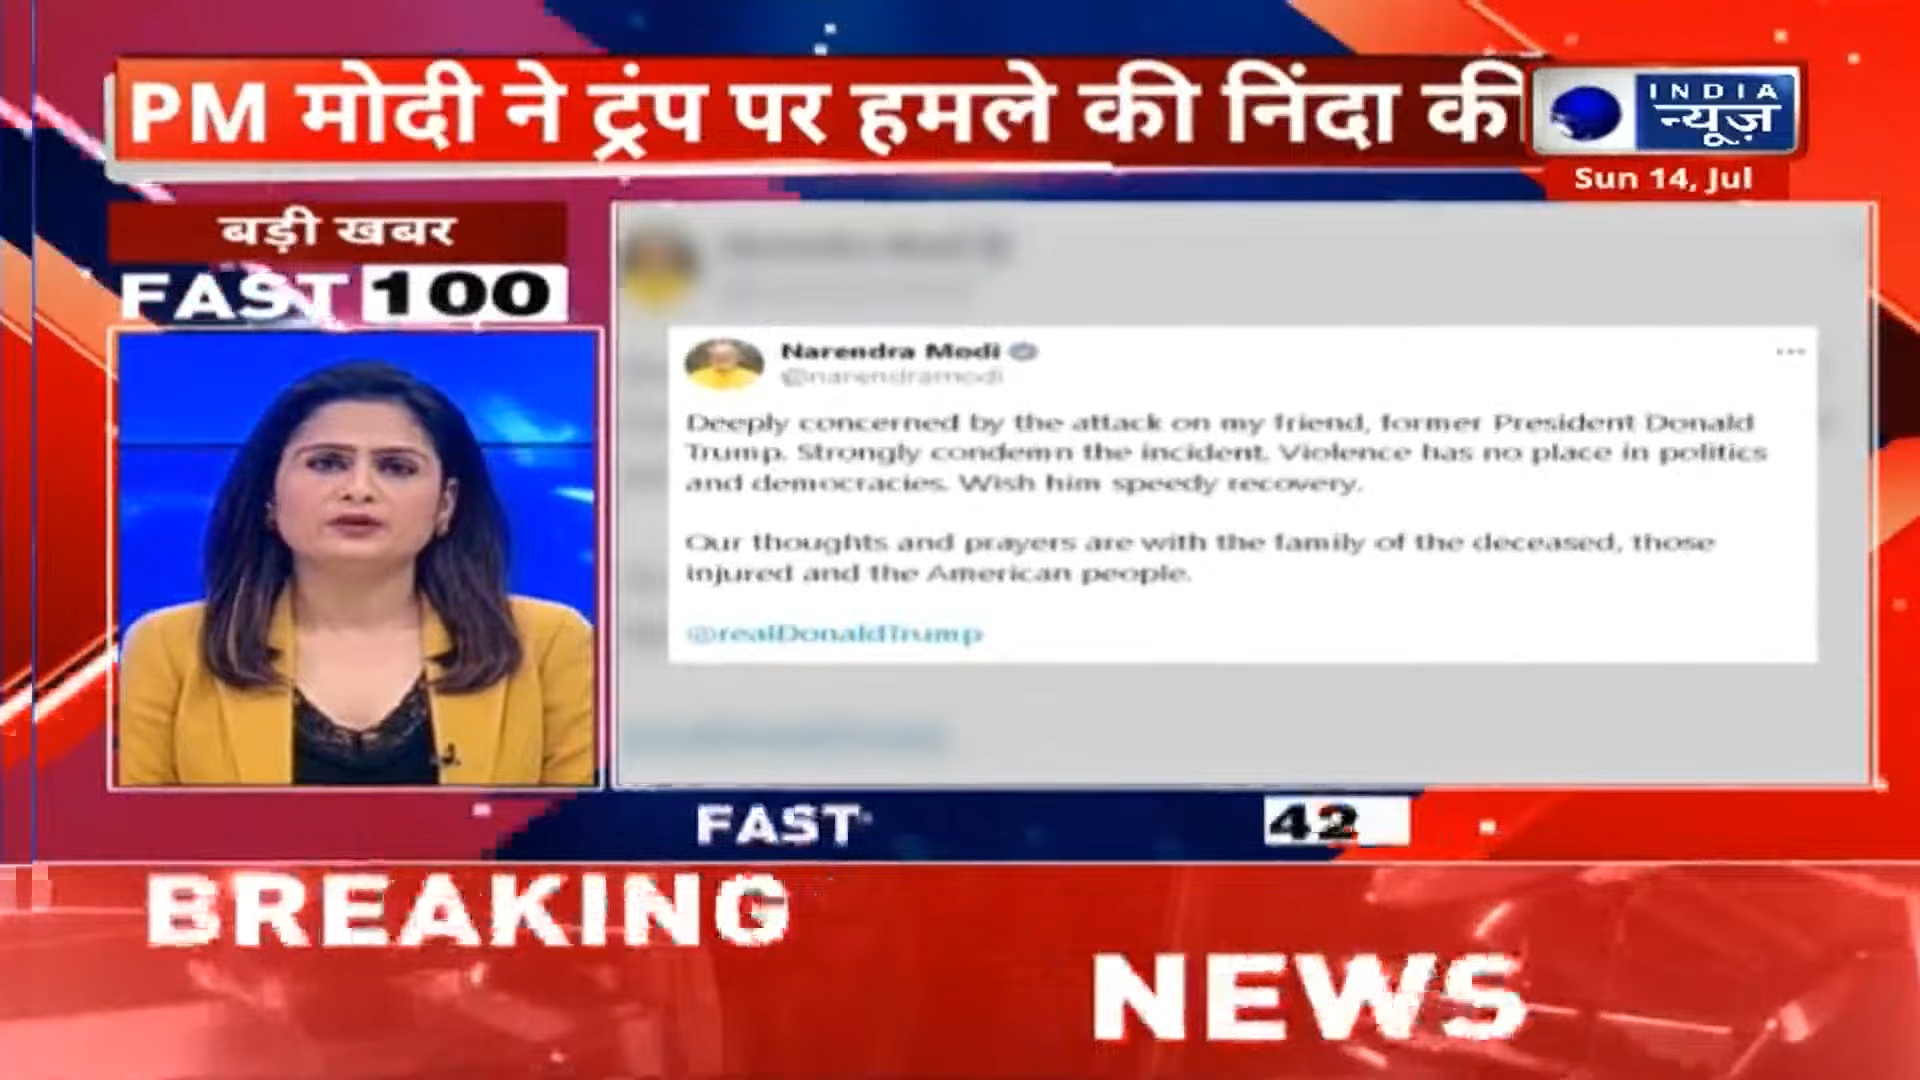 PM मोदी ने ट्रंप पर हमले की निंदा की
INDIA
न्यूज़
Sun 14, Jul
बड़ी खबर
FAST 100
Narendra Modi
@narendramodi
Deeply concerned by the attack on my friend, former President Donald
Trump. Strongly condemn the incident. Violence has no place in politics
and democracies. Wish him speedy recovery.
Our thoughts and prayers are with the family of the deceased, those
injured and the American people.
@realDonaldTrump
FAST
42
BREAKING
NEWS